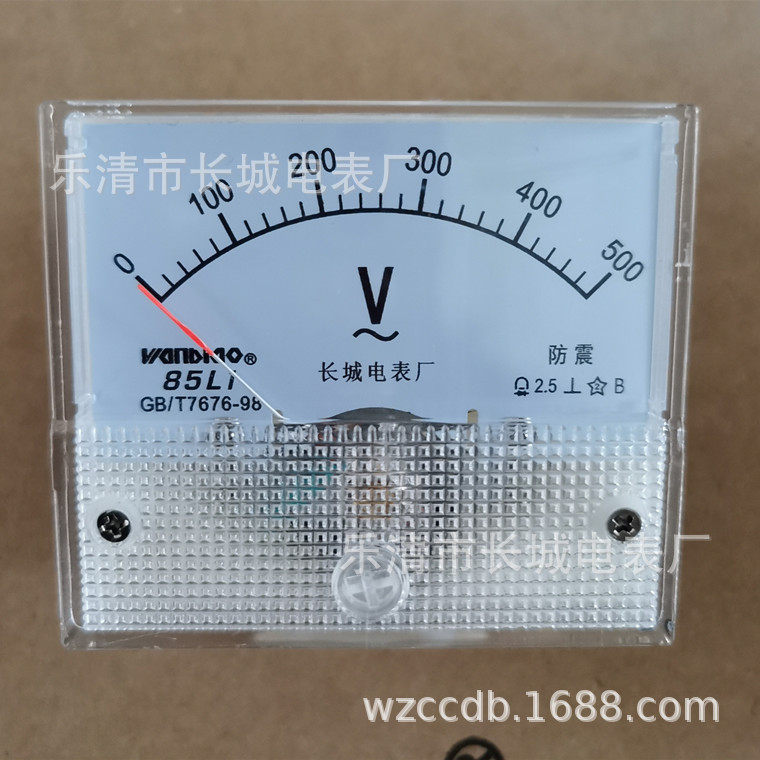 乐清市长城电表厂
0 100 200 300 400 500
V
WANBIAO®
85L1
GB/T7676-98
长城电表厂
防震
2.5 ⊥ ☆ B
乐清市长城电表厂
wzccdb.1688.com